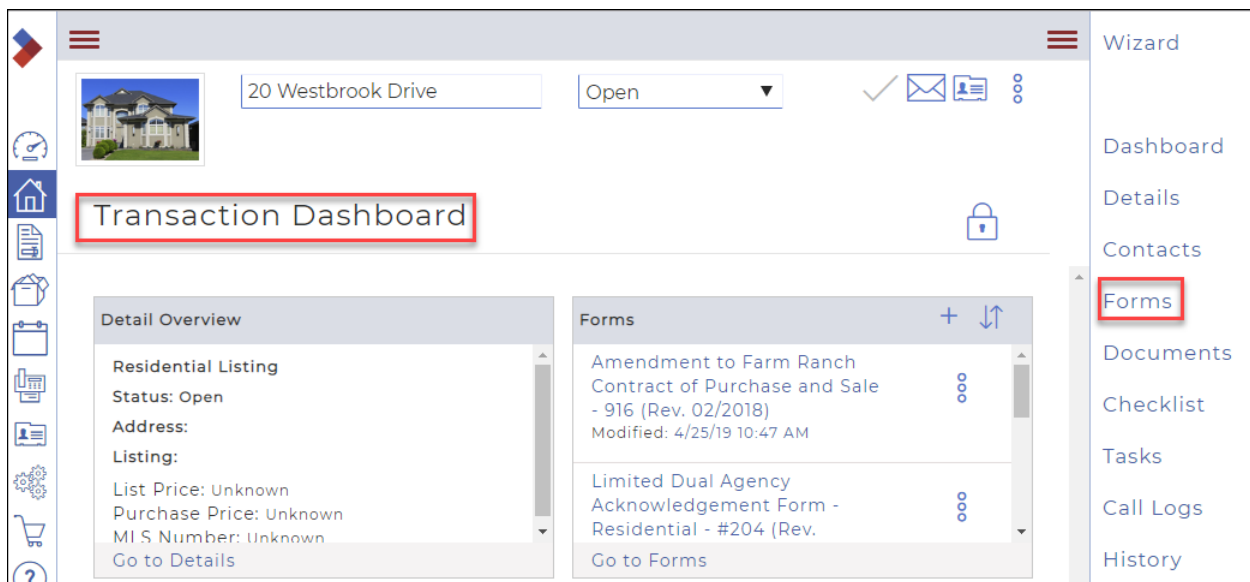 Wizard
20 Westbrook Drive
Open
Dashboard
Details
Transaction Dashboard
Contacts
Forms
Detail Overview
Residential Listing
Status: Open
Address:
Listing:
List Price: Unknown
Purchase Price: Unknown
MLS Number: Unknown
Go to Details
Forms
Amendment to Farm Ranch
Contract of Purchase and Sale
- 916 (Rev. 02/2018)
Modified: 4/25/19 10:47 AM
Limited Dual Agency
Acknowledgement Form -
Residential - #204 (Rev.
Go to Forms
Documents
Checklist
Tasks
Call Logs
History
?